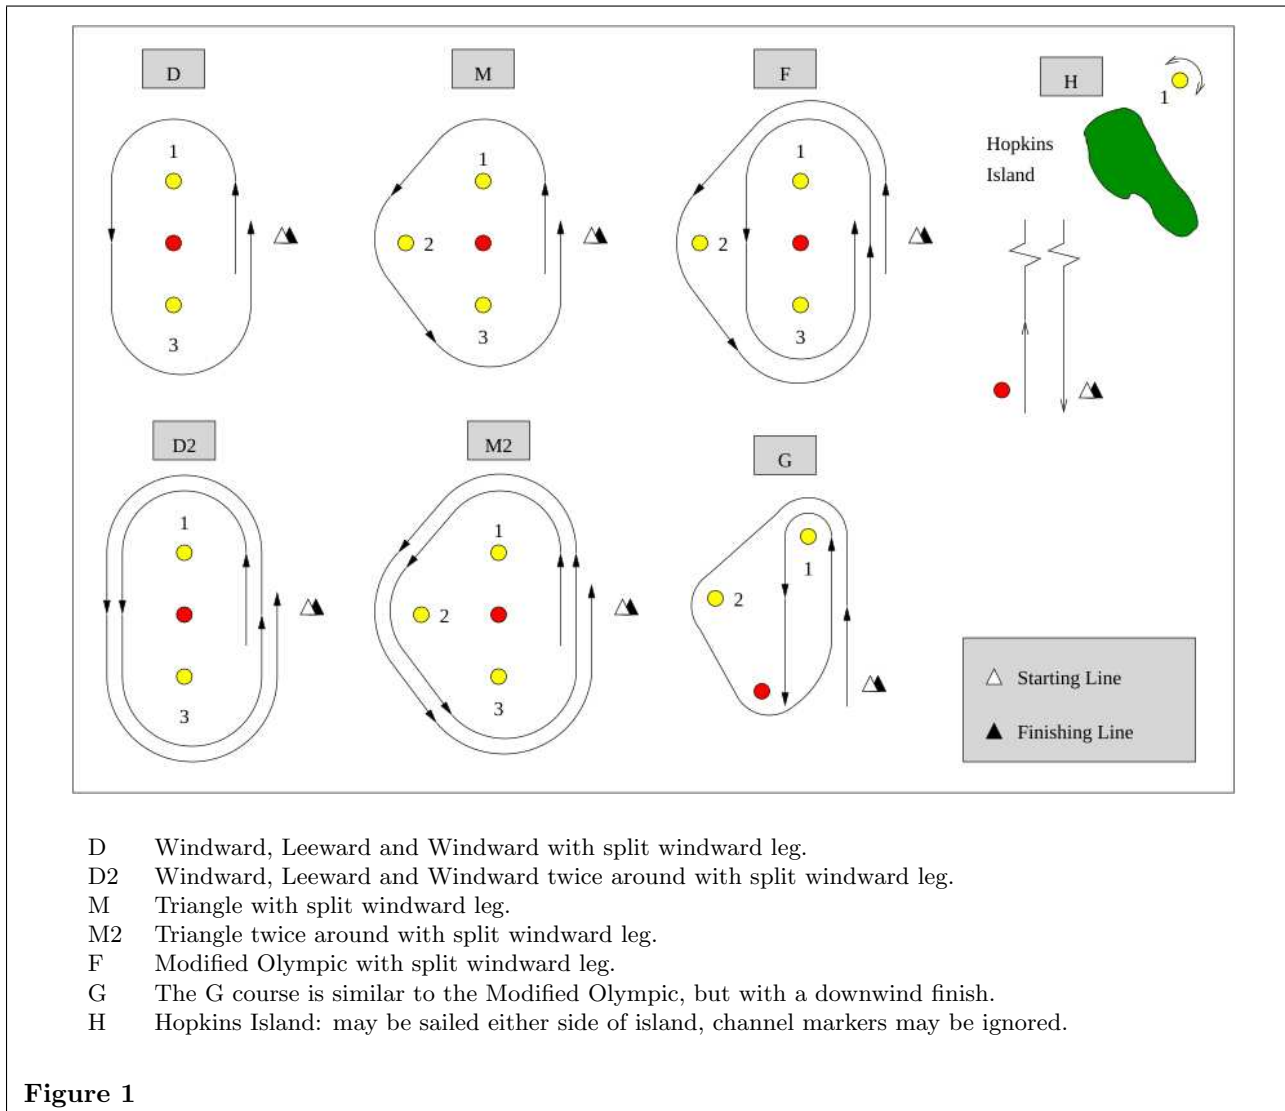 D
M
F
H
1
1
1
1
Hopkins
Island
2
2
3
3
3
D2
M2
G
1
1
1
2
2
3
3
Starting Line
Finishing Line
D Windward, Leeward and Windward with split windward leg.
D2 Windward, Leeward and Windward twice around with split windward leg.
M Triangle with split windward leg.
M2 Triangle twice around with split windward leg.
F Modified Olympic with split windward leg.
G The G course is similar to the Modified Olympic, but with a downwind finish.
H Hopkins Island: may be sailed either side of island, channel markers may be ignored.
Figure 1